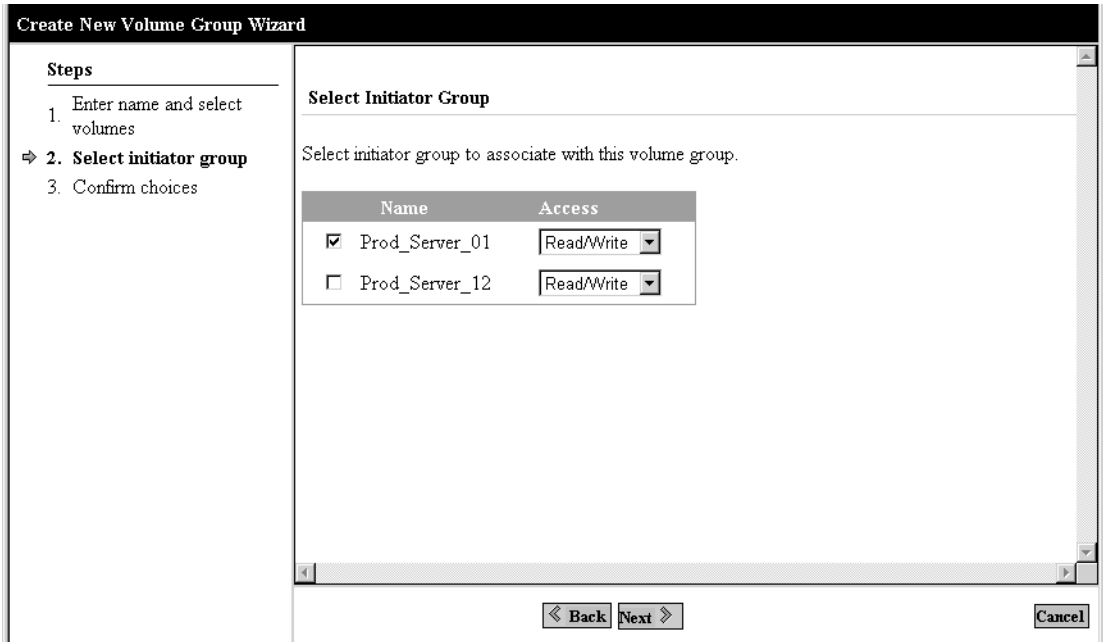 Create New Volume Group Wizard
Steps
1. Enter name and select
volumes
2. Select initiator group
3. Confirm choices
Select Initiator Group
Select initiator group to associate with this volume group.
Name Access
Prod_Server_01 Read/Write
Prod_Server_12 Read/Write
Back Next Cancel